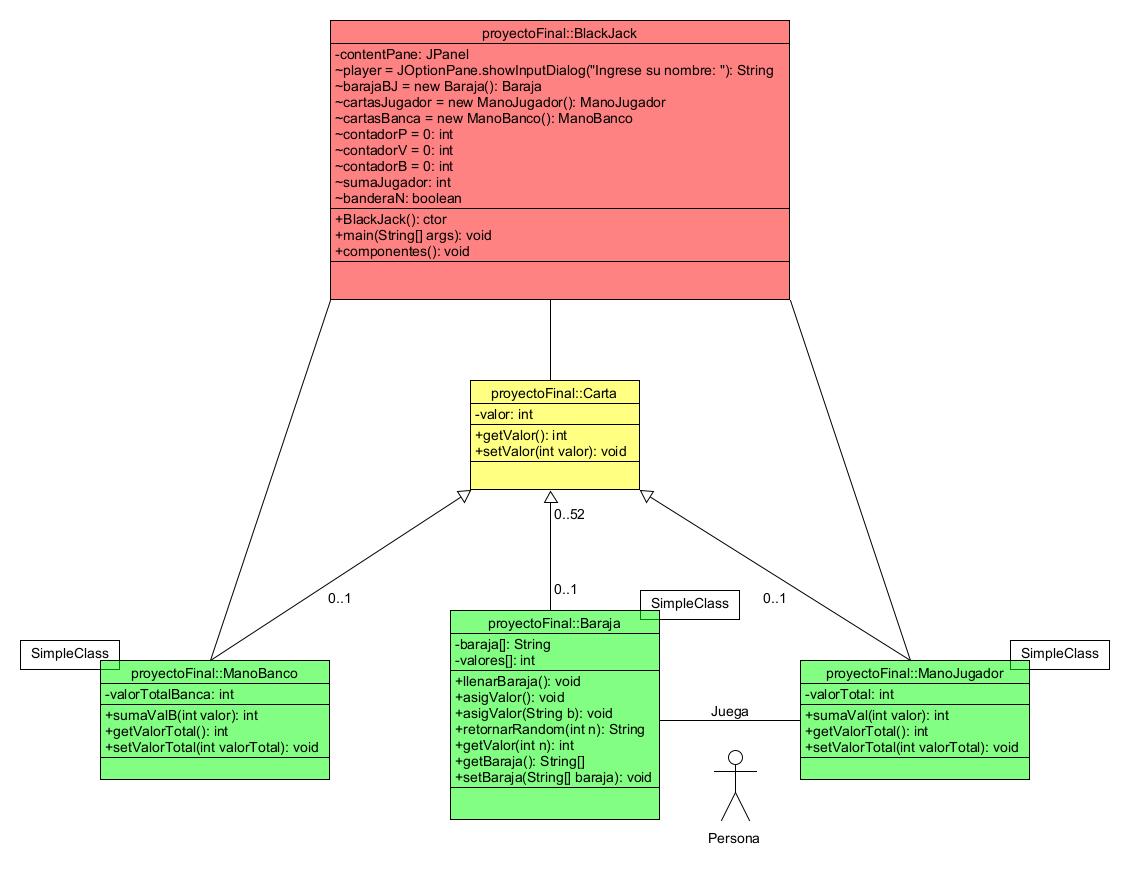 proyectoFinal::BlackJack
-contentPane: JPanel
~player = JOptionPane.showInputDialog("Ingrese su nombre: "): String
~barajaBJ = new Baraja(): Baraja
~cartasJugador = new ManoJugador(): ManoJugador
~cartasBanca = new ManoBanco(): ManoBanco
~contadorP = 0: int
~contadorV = 0: int
~contadorB = 0: int
~sumaJugador: int
~banderaN: boolean
+BlackJack(): ctor
+main(String[] args): void
+componentes(): void
proyectoFinal::Carta
-valor: int
+getValor(): int
+setValor(int valor): void
0..52
0..1
0..1
0..1
SimpleClass
proyectoFinal::ManoBanco
-valorTotalBanca: int
+sumaValB(int valor): int
+getValorTotal(): int
+setValorTotal(int valorTotal): void
SimpleClass
proyectoFinal::Baraja
-baraja[]: String
-valores[]: int
+llenarBaraja(): void
+asigValor(): void
+asigValor(String b): void
+retornarRandom(int n): String
+getValor(int n): int
+getBaraja(): String[]
+setBaraja(String[] baraja): void
Juega
SimpleClass
proyectoFinal::ManoJugador
-valorTotal: int
+sumaVal(int valor): int
+getValorTotal(): int
+setValorTotal(int valorTotal): void
Persona